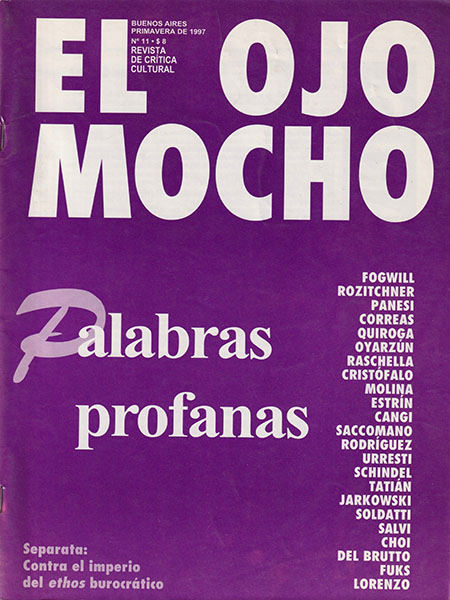 BUENOS AIRES
PRIMAVERA DE 1997
Nº 11 • $ 8
REVISTA
DE CRÍTICA
CULTURAL
EL OJO
MOCHO
Palabras
profanas
FOGWILL
ROZITCHNER
PANESI
CORREAS
QUIROGA
OYARZÚN
RASCHELLA
CRISTÓFALO
MOLINA
ESTRÍN
CANGI
SACCOMANO
RODRÍGUEZ
URRESTI
SCHINDEL
TATIÁN
JARKOWSKI
SOLDATTI
SALVI
CHOI
DEL BRUTTO
FUKS
LORENZO
Separata:
Contra el imperio
del ethos burocrático